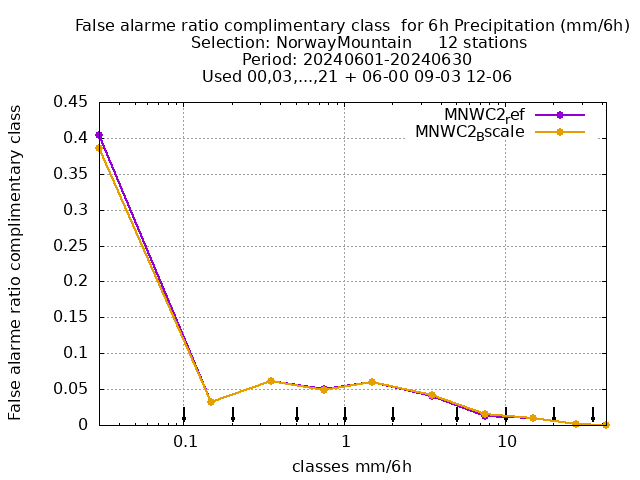 False alarme ratio complimentary class  for 6h Precipitation (mm/6h)
Selection: NorwayMountain     12 stations
Period: 20240601-20240630
Used 00,03,...,21 + 06-00 09-03 12-06
MNWC2ref
MNWC2Bscale
False alarme ratio complimentary class
0.45
0.4
0.35
0.3
0.25
0.2
0.15
0.1
0.05
0
0.1 1 10
classes mm/6h